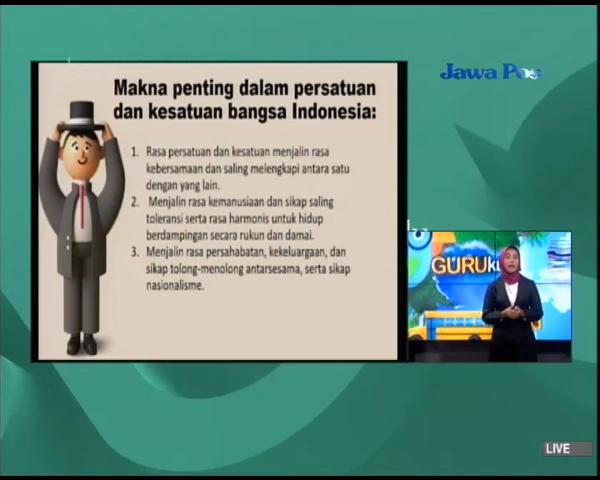 Jawa Pos
Makna penting dalam persatuan
dan kesatuan bangsa Indonesia:
1. Rasa persatuan dan kesatuan menjalin rasa
kebersamaan dan saling melengkapi antara satu
dengan yang lain.
2. Menjalin rasa kemanusiaan dan sikap saling
toleransi serta rasa harmonis untuk hidup
berdampingan secara rukun dan damai.
3. Menjalin rasa persahabatan, kekeluargaan, dan
sikap tolong-menolong antarsesama, serta sikap
nasionalisme.
GURU
LIVE